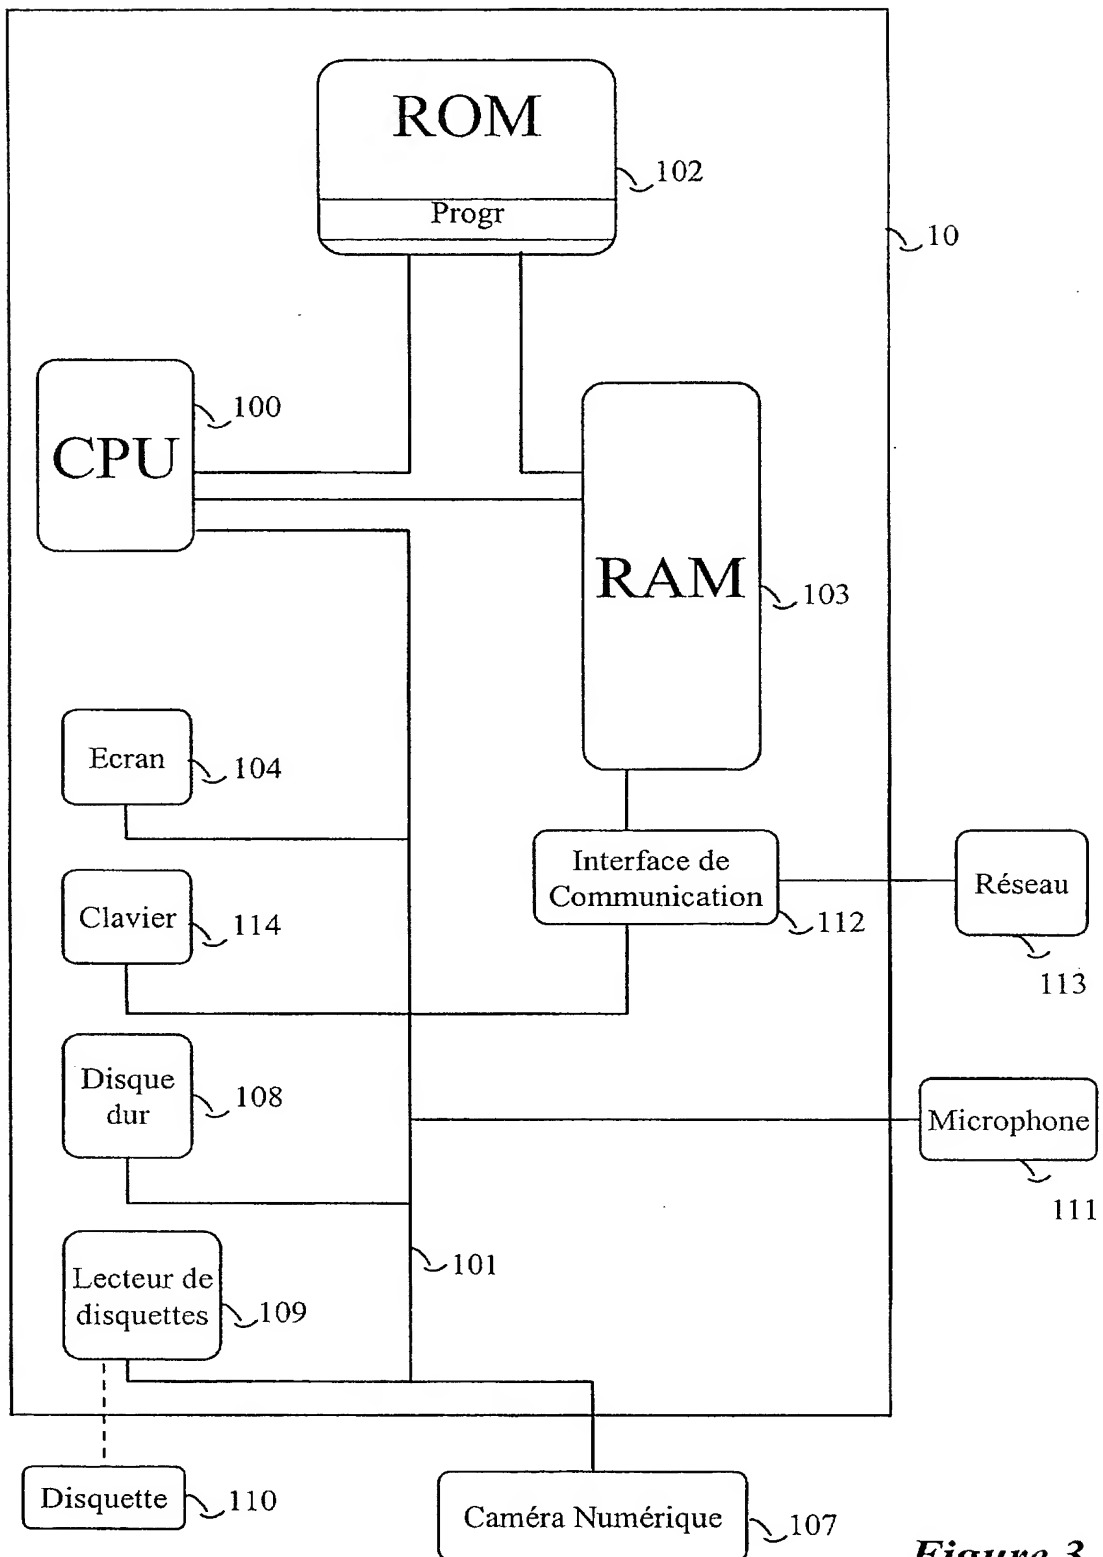 ROM
102
Progr
10
100
CPU
RAM
103
Ecran
104
Interface de
Communication
112
Réseau
113
Clavier
114
Disque
dur
108
Microphone
111
101
Lecteur de
disquettes
109
Disquette
110
Caméra Numérique
107
Figure 3